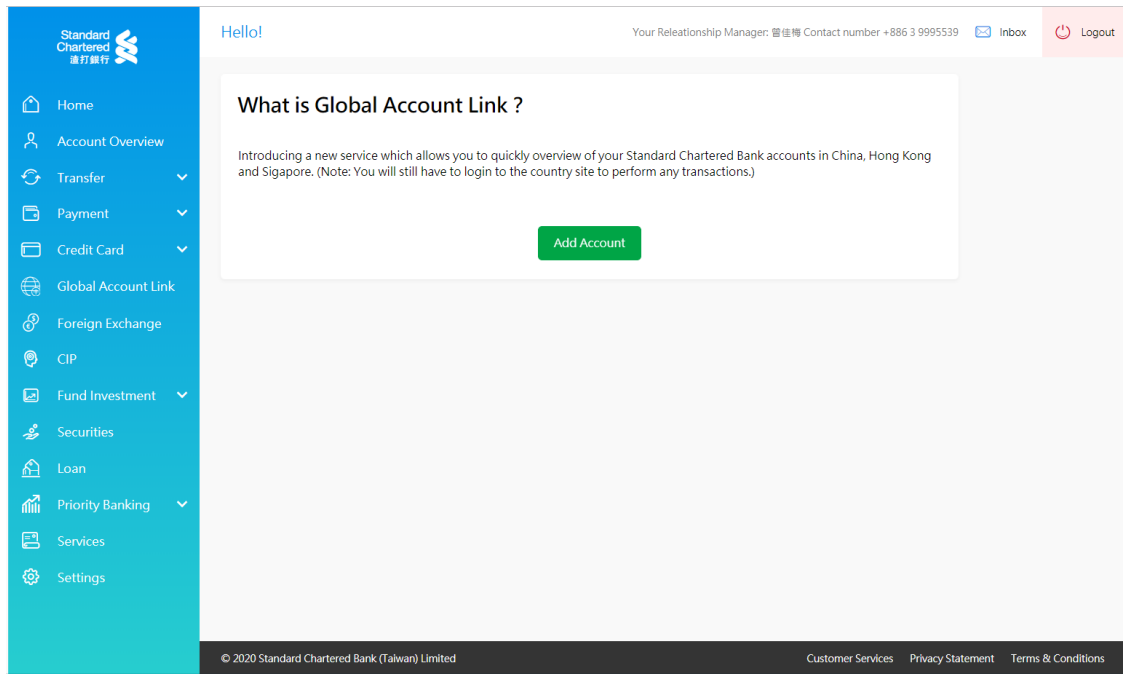 Standard
Chartered
渣打銀行
Home
Account Overview
Transfer
Payment
Credit Card
Global Account Link
Foreign Exchange
CIP
Fund Investment
Securities
Loan
Priority Banking
Services
Settings
Hello!
Your Releationship Manager: 曾佳梅 Contact number +886 3 9995539
Inbox
Logout
What is Global Account Link ?
Introducing a new service which allows you to quickly overview of your Standard Chartered Bank accounts in China, Hong Kong
and Sigapore. (Note: You will still have to login to the country site to perform any transactions.)
Add Account
© 2020 Standard Chartered Bank (Taiwan) Limited
Customer Services Privacy Statement Terms & Conditions